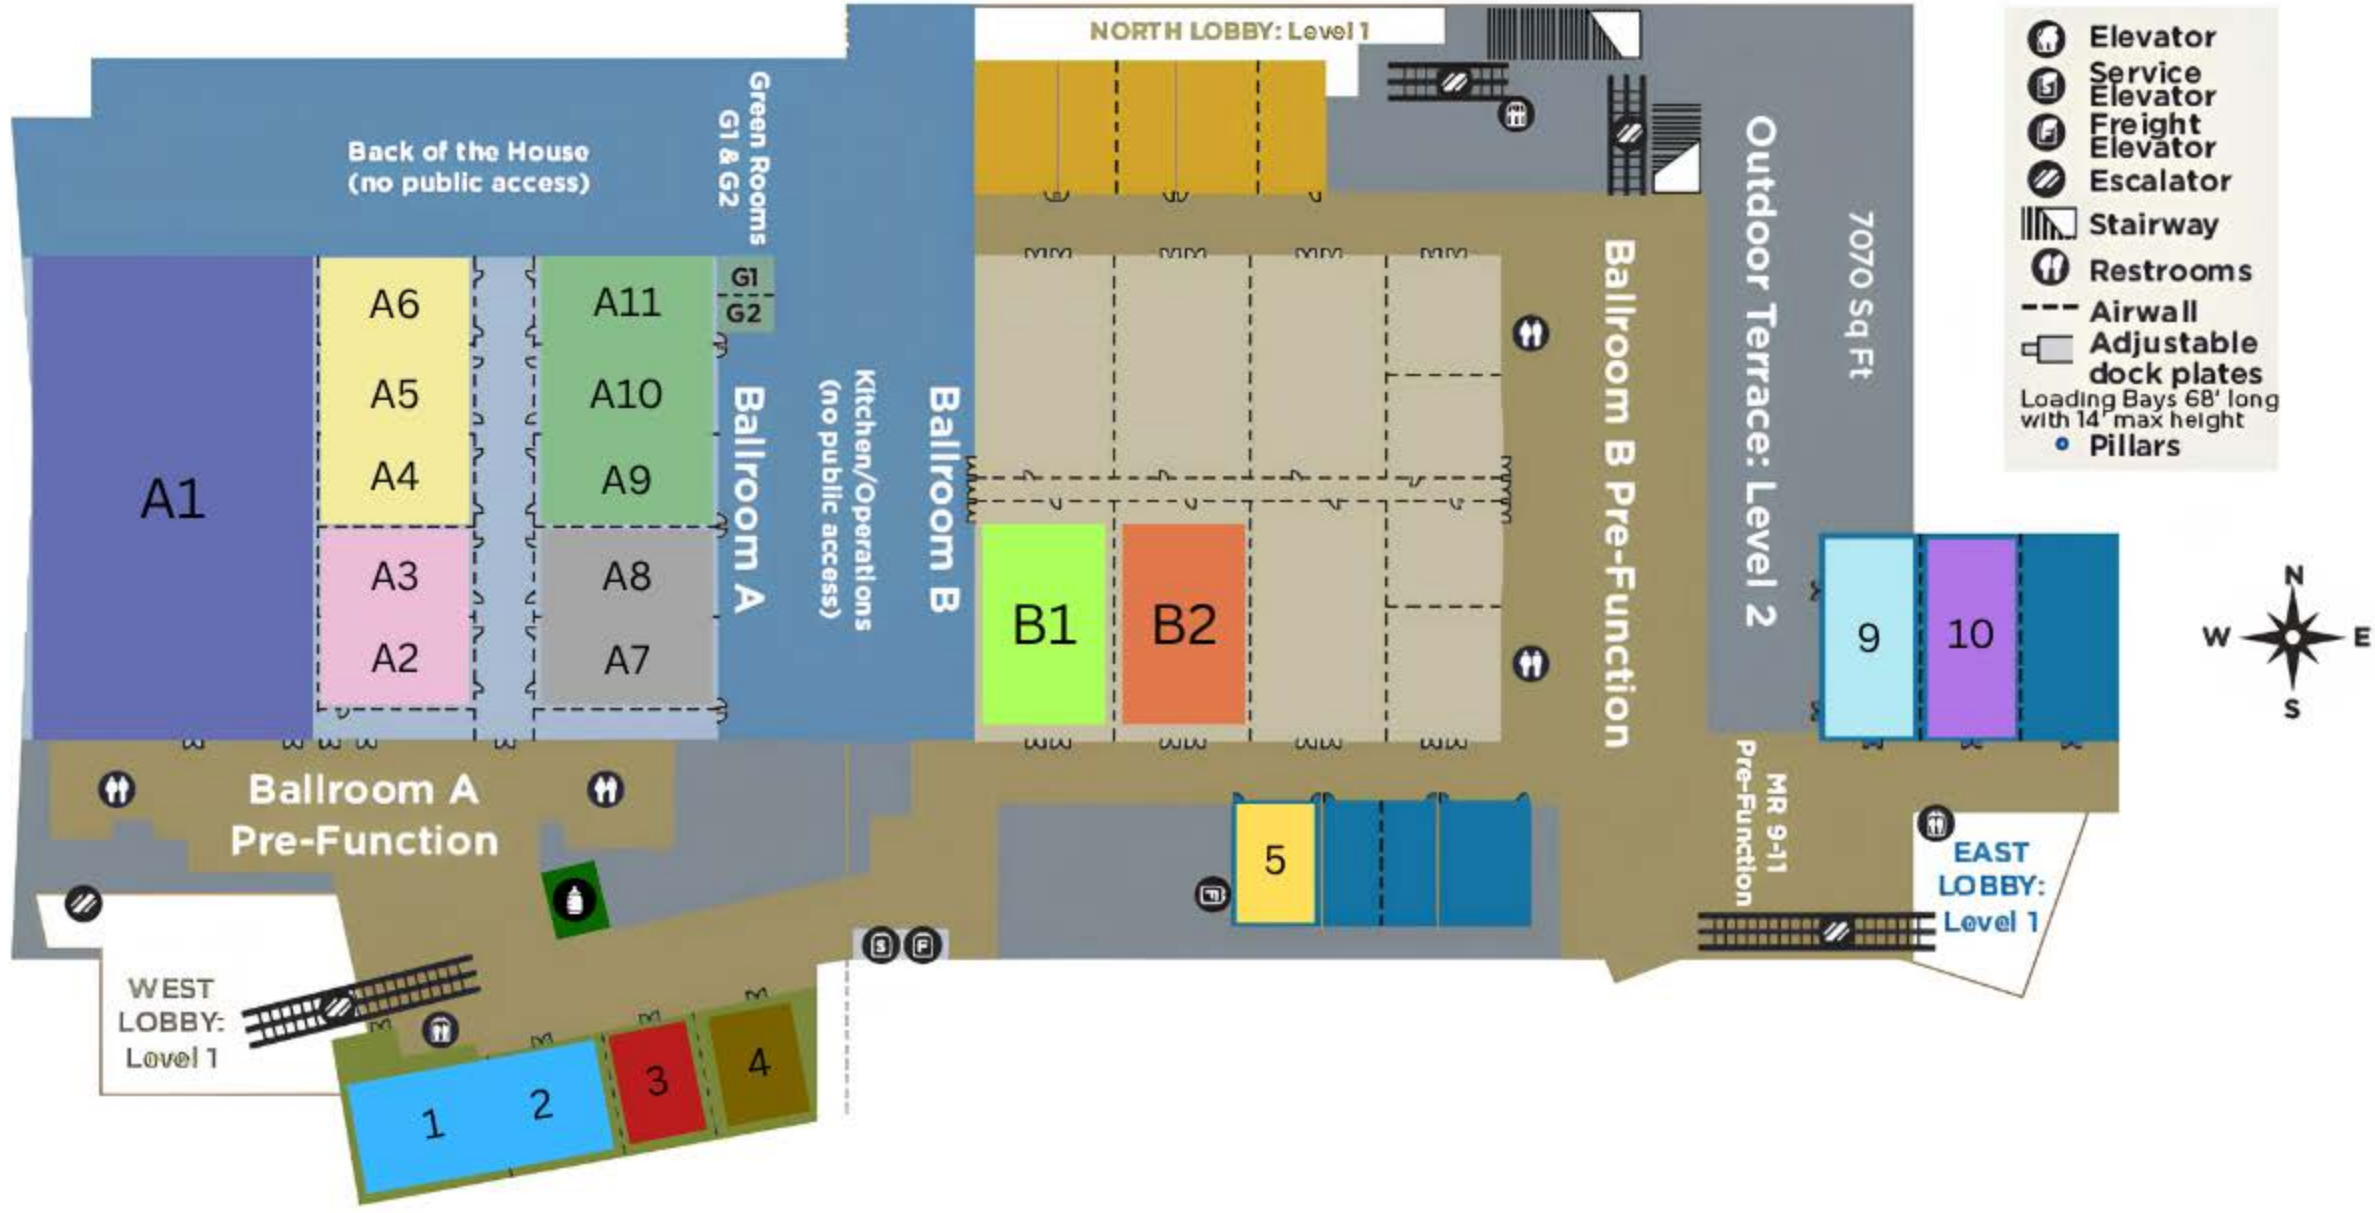 NORTH LOBBY: Level 1
Elevator
Service
Elevator
Freight
Elevator
Escalator
Stairway
Restrooms
Airwall
Adjustable
dock plates
Loading Bays 68' long
with 14' max height
Pillars
Back of the House
(no public access)
Green Rooms
G1 & G2
G1
G2
A1
A6
A5
A4
A3
A2
A11
A10
A9
A8
A7
Ballroom A
Kitchen/Operations
(no public access)
Ballroom B
B1
B2
Ballroom B Pre-Function
Outdoor Terrace: Level 2
7070 Sq Ft
9
10
N
W
E
S
Ballroom A
Pre-Function
5
F
MR 9-11
Pre-Function
EAST
LOBBY:
Level 1
S
F
WEST
LOBBY:
Level 1
1
2
3
4